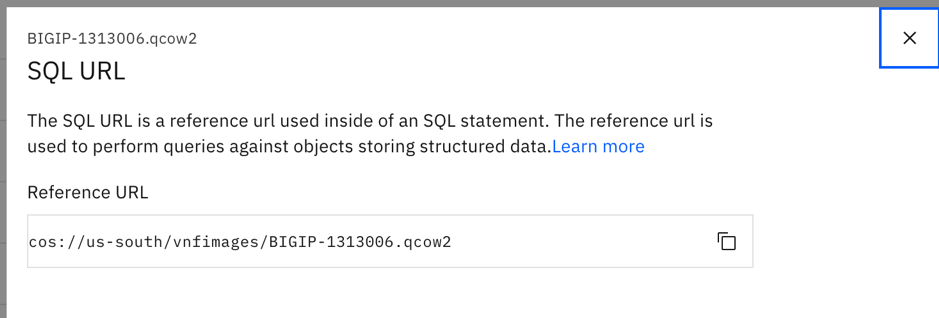 BIGIP-1313006.qcow2
SQL URL
The SQL URL is a reference url used inside of an SQL statement. The reference url is
used to perform queries against objects storing structured data.Learn more
Reference URL
cos://us-south/vnfimages/BIGIP-1313006.qcow2